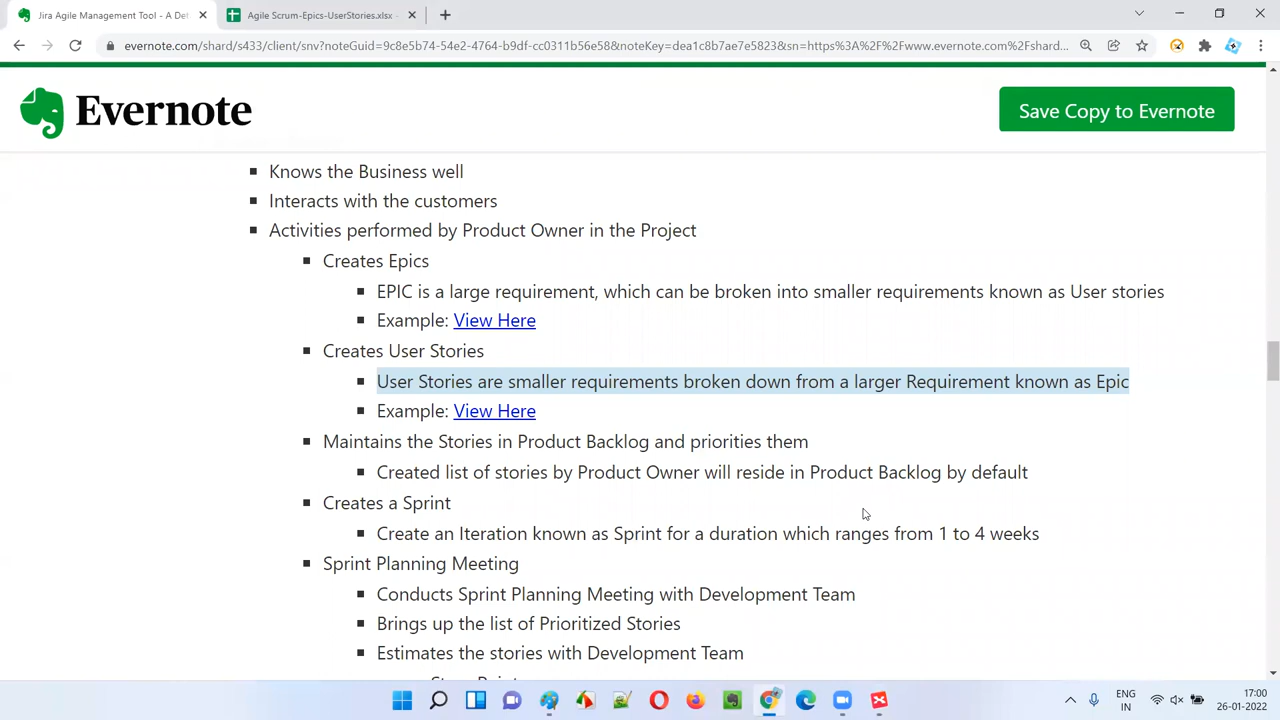 Jira Agile Management Tool - A De
Agile Scrum-Epics-UserStories.xlsx -
evernote.com/shard/s433/client/snv?noteGuid=9c8e5b74-54e2-4764-b9df-cc0311b56e58&noteKey=dea1c8b7ae7d5823&sn=https%3A%2F%2Fwww.evernote.com%2Fshard...
Evernote
Save Copy to Evernote
Knows the Business well
Interacts with the customers
Activities performed by Product Owner in the Project
Creates Epics
EPIC is a large requirement, which can be broken into smaller requirements known as User stories
Example: View Here
Creates User Stories
User Stories are smaller requirements broken down from a larger Requirement known as Epic
Example: View Here
Maintains the Stories in Product Backlog and priorities them
Created list of stories by Product Owner will reside in Product Backlog by default
Creates a Sprint
Create an Iteration known as Sprint for a duration which ranges from 1 to 4 weeks
Sprint Planning Meeting
Conducts Sprint Planning Meeting with Development Team
Brings up the list of Prioritized Stories
Estimates the stories with Development Team
ENG
IN
17:00
26-01-2022